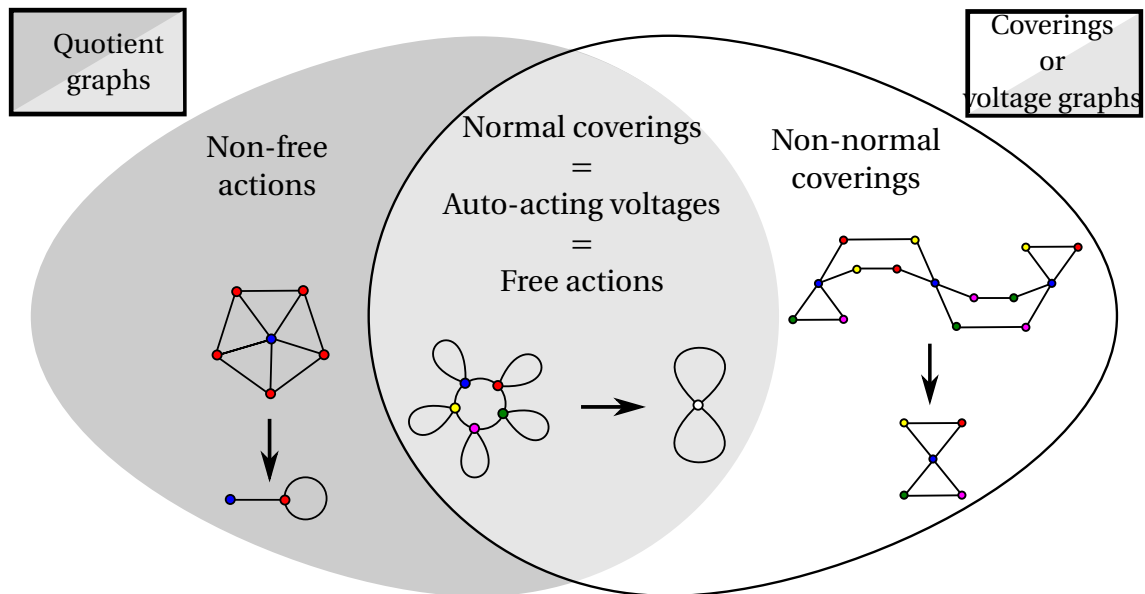 Quotient
graphs
Coverings
or
voltage graphs
Non-free
actions
Normal coverings
=
Auto-acting voltages
=
Free actions
Non-normal
coverings